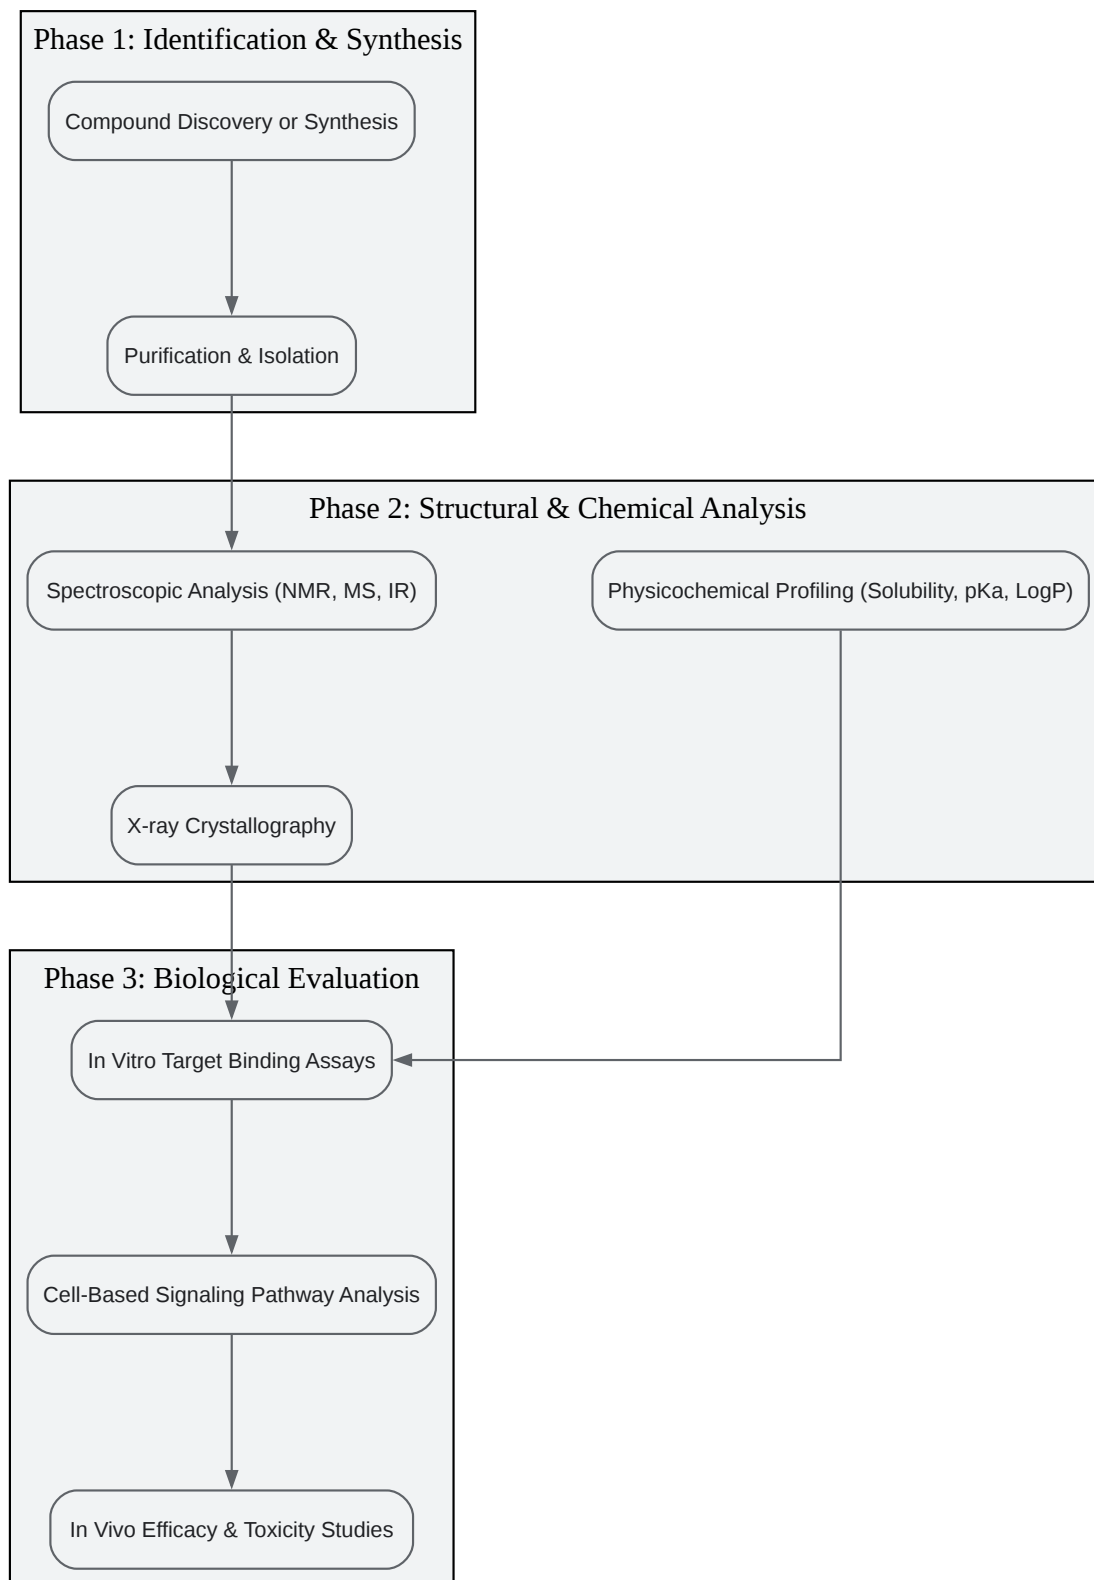 Phase 1: Identification & Synthesis
Compound Discovery or Synthesis
Purification & Isolation
Phase 2: Structural & Chemical Analysis
Spectroscopic Analysis (NMR, MS, IR)
Physicochemical Profiling (Solubility, pKa, LogP)
X-ray Crystallography
Phase 3: Biological Evaluation
In Vitro Target Binding Assays
Cell-Based Signaling Pathway Analysis
In Vivo Efficacy & Toxicity Studies